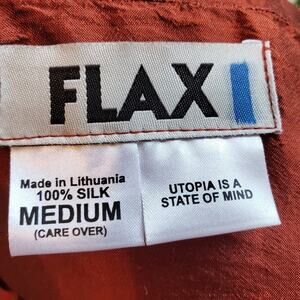 FLAX
Made in Lithuania
100% SILK
MEDIUM
(CARE OVER)
UTOPIA IS A
STATE OF MIND